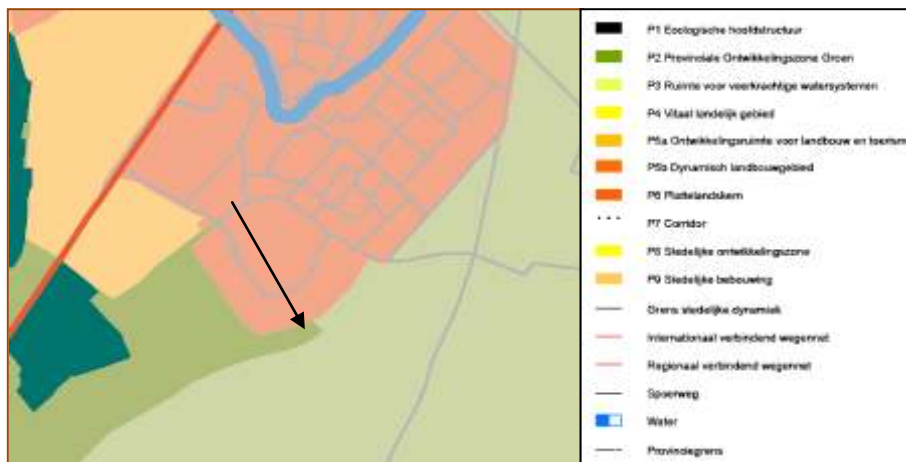 P1 Ecologische hoofdstructuur
P2 Provinciale Ontwikkelingszone Groen
P3 Ruimte voor veerkrachtige watersystemen
P4 Vitaal landelijk gebied
P5a Ontwikkelingsruimte voor landbouw en toerisme
P5b Dynamisch landbouwgebied
P6 Plattelandskern
P7 Corridor
P8 Stedelijke ontwikkelingszone
P9 Stedelijke bebouwing
Grens stedelijke dynamiek
Internationaal verbindend wegennet
Regionaal verbindend wegennet
Spoorweg
Water
Provinciegrens